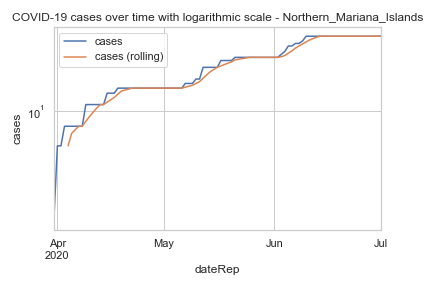 COVID-19 cases over time with logarithmic scale - Northern_Mariana_Islands
cases
cases (rolling)
10^1
cases
Apr
2020
May
Jun
Jul
dateRep